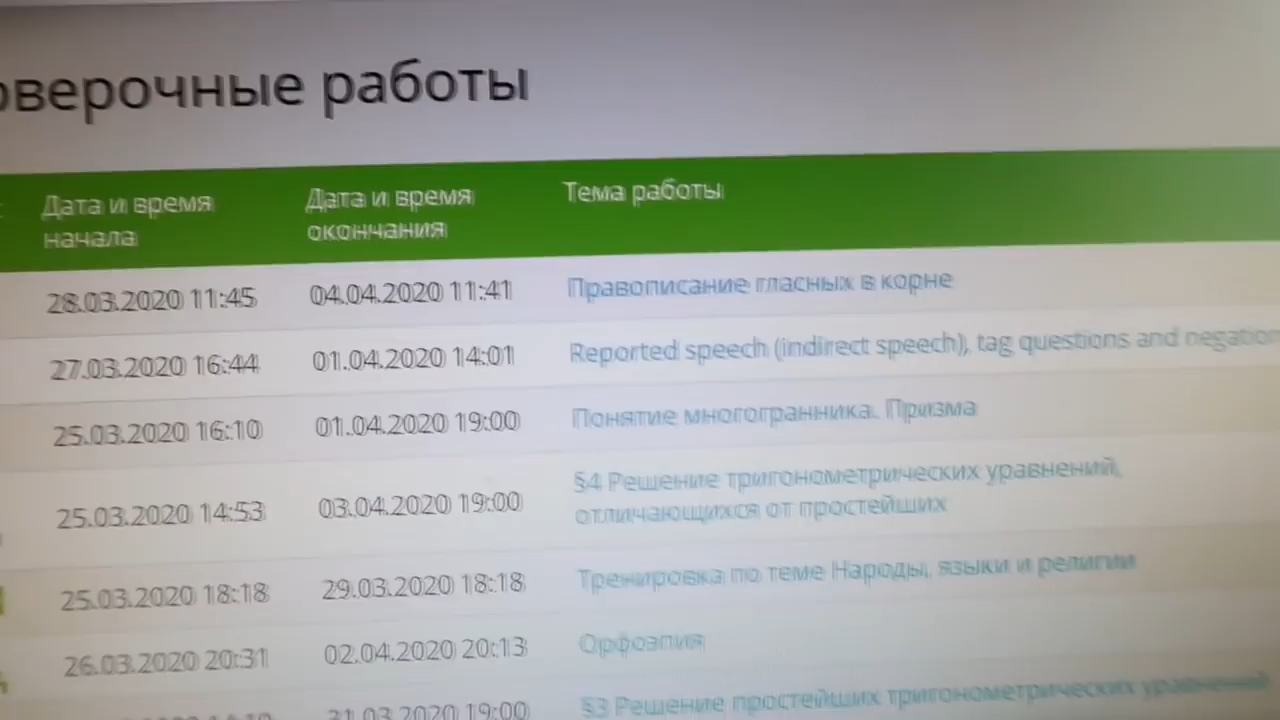 оверочные работы
Дата и время начала
Дата и время окончания
Тема работы
28.03.2020 11:45 04.04.2020 11:41 Правописание гласных в корне
27.03.2020 16:44 01.04.2020 14:01 Reported speech (indirect speech), tag questions and negation
25.03.2020 16:10 01.04.2020 19:00 Понятие многогранника. Призма
25.03.2020 14:53 03.04.2020 19:00 §4 Решение тригонометрических уравнений,
отличающихся от простейших
25.03.2020 18:18 29.03.2020 18:18 Тренировка по теме Народы, языки и религии
26.03.2020 20:31 02.04.2020 20:13 Орфоэпия
31.03.2020 19:00 §3 Решение простейших тригонометрических уравнений